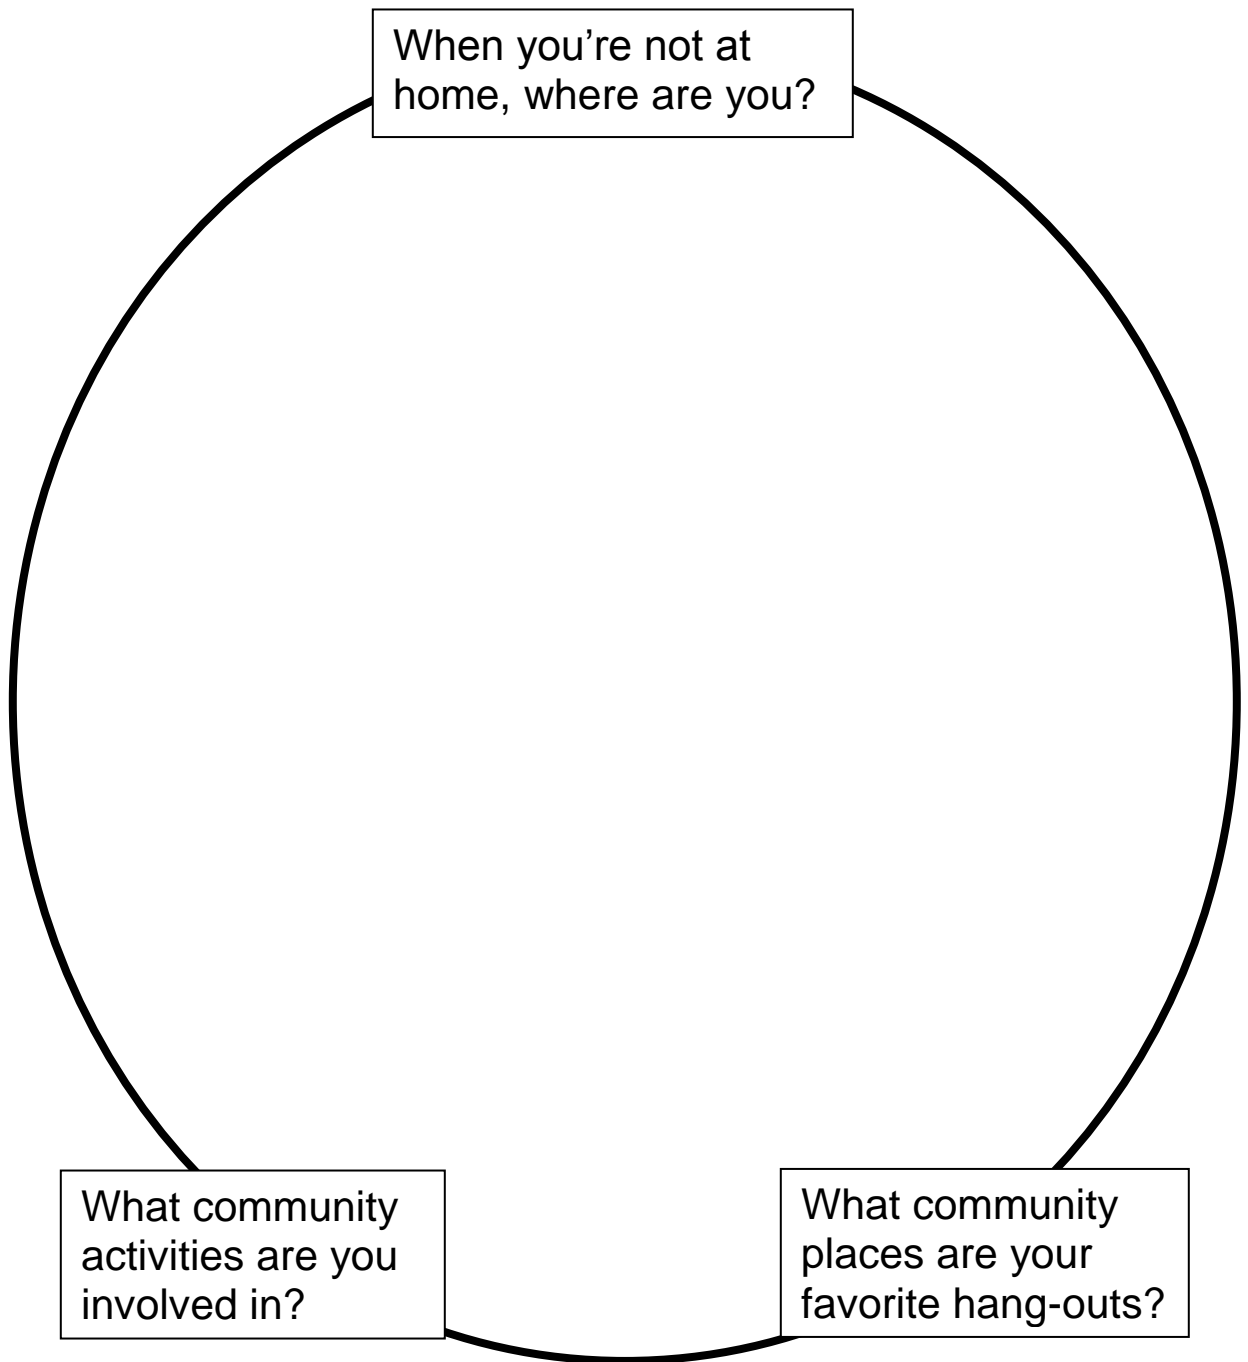 When you’re not at
home, where are you?
What community
activities are you
involved in?
What community
places are your
favorite hang-outs?